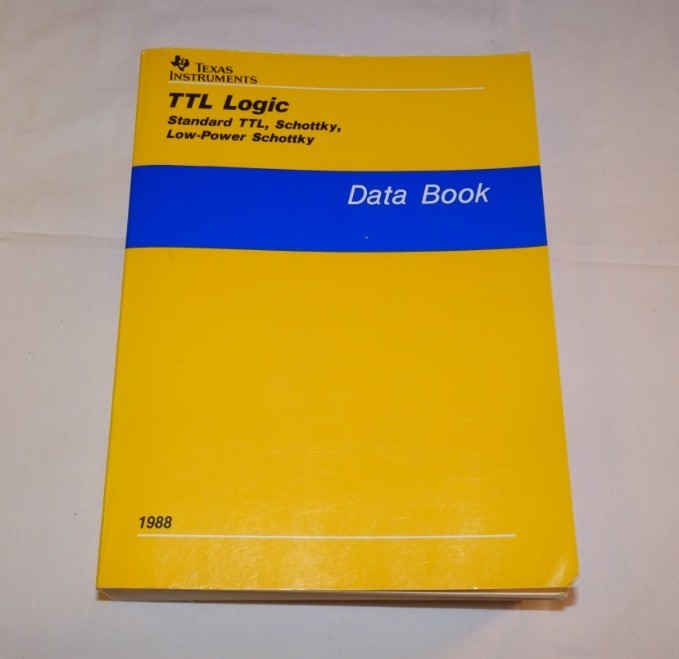 TEXAS
INSTRUMENTS
TTL Logic
Standard TTL, Schottky,
Low-Power Schottky
Data Book
1988